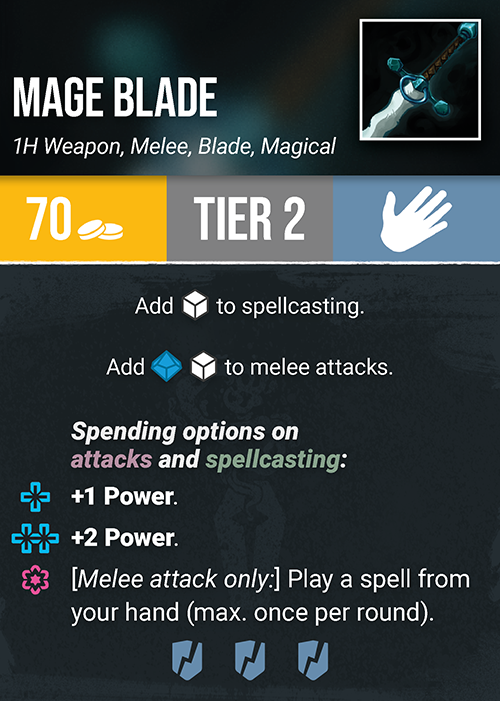 MAGE BLADE
1H Weapon, Melee, Blade, Magical
70
TIER 2
Add to spellcasting.
Add to melee attacks.
Spending options on
attacks and spellcasting:
+1 Power.
+2 Power.
[Melee attack only:] Play a spell from
your hand (max. once per round).